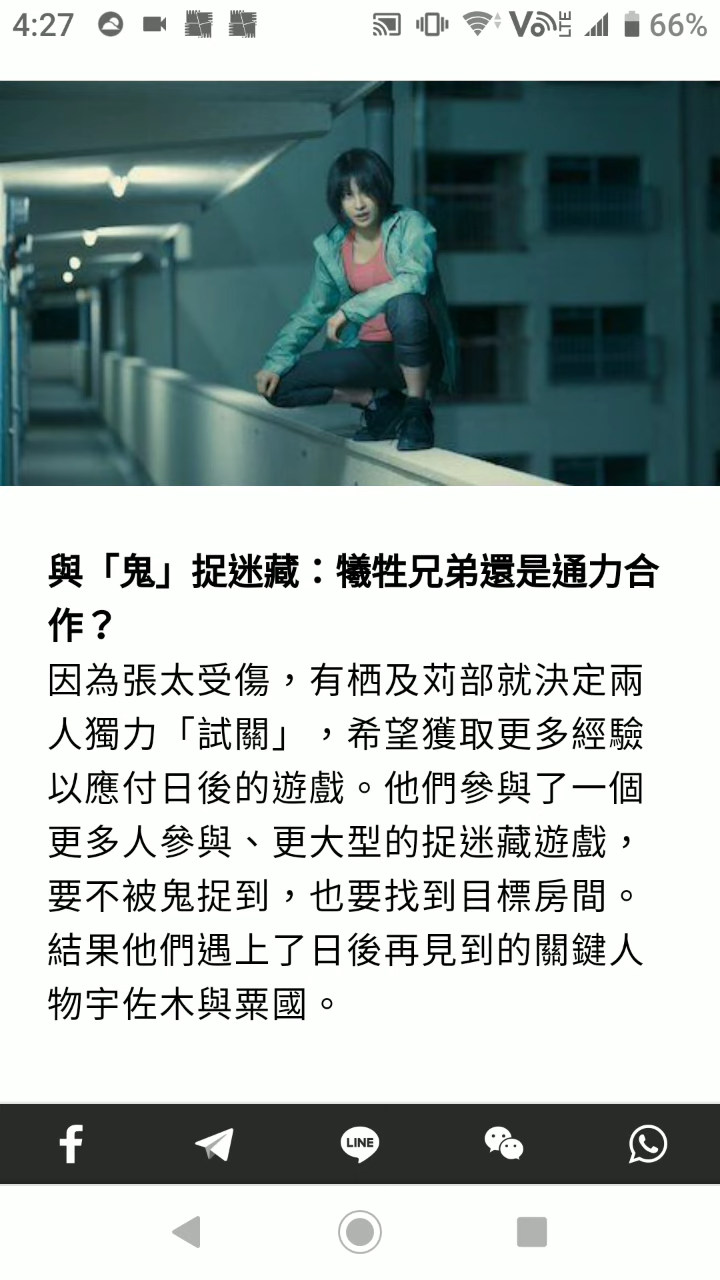 4:27
VoLTE
66%
與「鬼」捉迷藏：犧牲兄弟還是通力合
作？
因為張太受傷，有栖及苅部就決定兩
人獨力「試關」，希望獲取更多經驗
以應付日後的遊戲。他們參與了一個
更多人參與、更大型的捉迷藏遊戲，
要不被鬼捉到，也要找到目標房間。
結果他們遇上了日後再見到的關鍵人
物宇佐木與粟國。
LINE